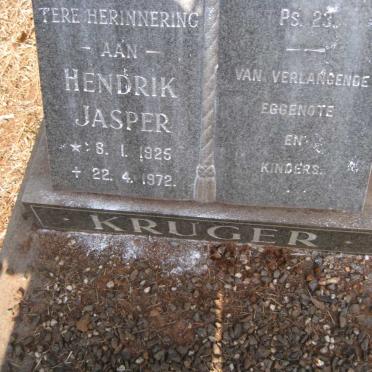 TERE HERINNERING
- AAN -
HENDRIK
JASPER
★ 8. 1. 1925
✝ 22. 4. 1972.
PS. 23.
VAN VERLANGENDE
EGGENOTE
EN
KINDERS.
· KRUGER ·